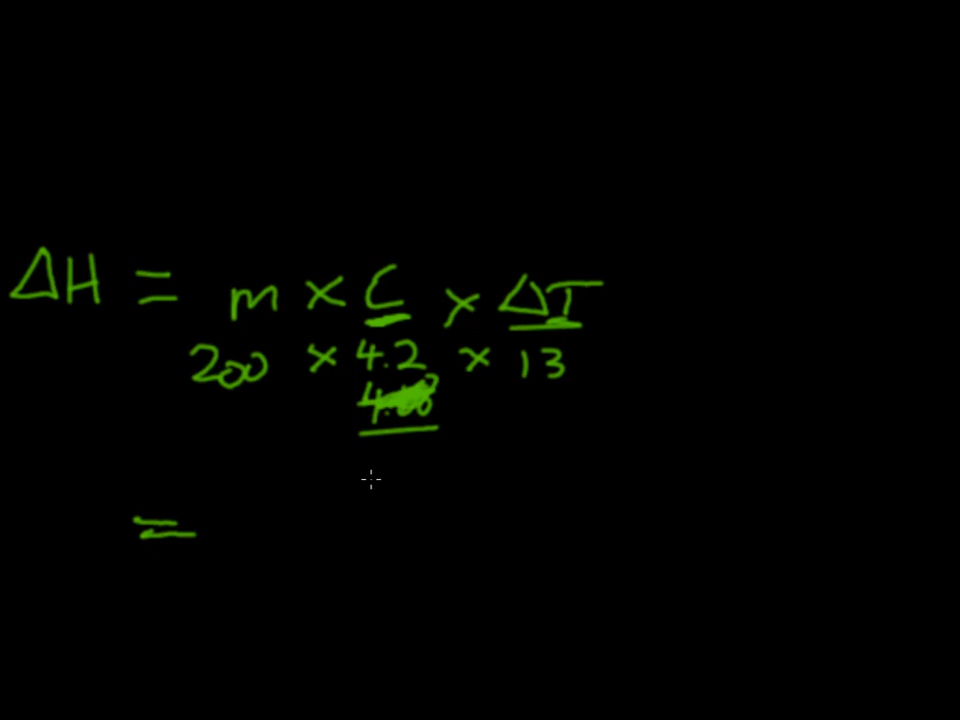 ΔH = m × C × ΔT
200 × 4.2 × 13
=